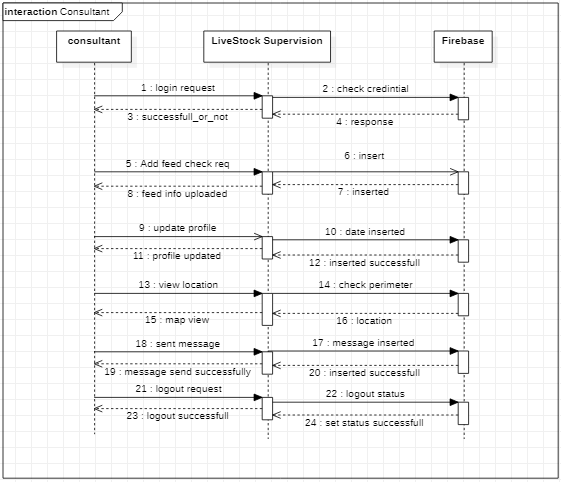 interaction Consultant
consultant
LiveStock Supervision
Firebase
1 : login request
2 : check credintial
3 : successfull_or_not
4 : response
5 : Add feed check req
6 : insert
7 : inserted
8 : feed info uploaded
9 : update profile
10 : date inserted
11 : profile updated
12 : inserted successfull
13 : view location
14 : check perimeter
15 : map view
16 : location
17 : message inserted
18 : sent message
19 : message send successfully
20 : inserted successfull
21 : logout request
22 : logout status
23 : logout successfull
24 : set status successfull